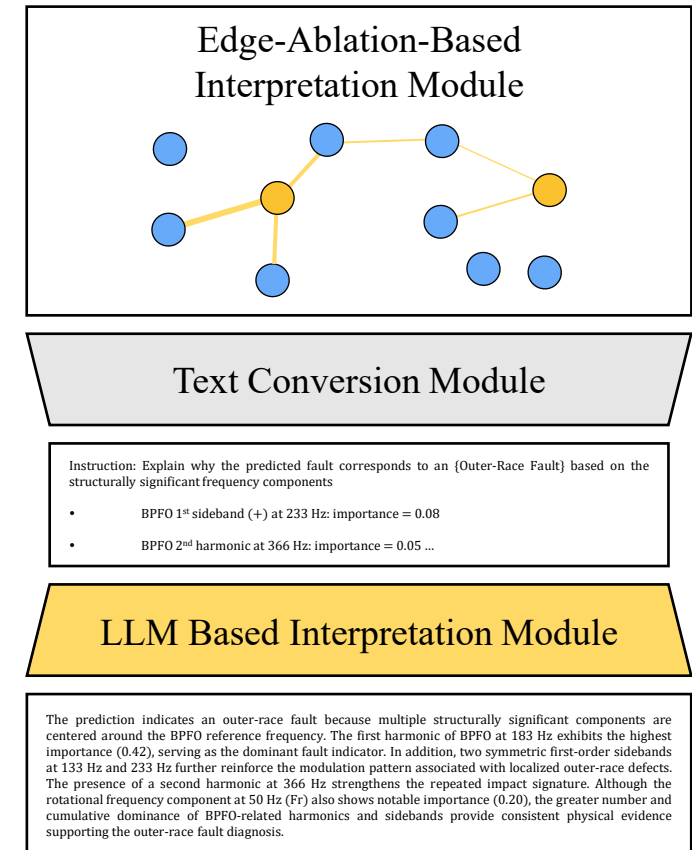 Edge-Ablation-Based
Interpretation Module
Text Conversion Module
Instruction: Explain why the predicted fault corresponds to an {Outer-Race Fault} based on the
structurally significant frequency components
• BPFO 1st sideband (+) at 233 Hz: importance = 0.08
• BPFO 2nd harmonic at 366 Hz: importance = 0.05 ...
LLM Based Interpretation Module
The prediction indicates an outer-race fault because multiple structurally significant components are
centered around the BPFO reference frequency. The first harmonic of BPFO at 183 Hz exhibits the highest
importance (0.42), serving as the dominant fault indicator. In addition, two symmetric first-order sidebands
at 133 Hz and 233 Hz further reinforce the modulation pattern associated with localized outer-race defects.
The presence of a second harmonic at 366 Hz strengthens the repeated impact signature. Although the
rotational frequency component at 50 Hz (Fr) also shows notable importance (0.20), the greater number and
cumulative dominance of BPFO-related harmonics and sidebands provide consistent physical evidence
supporting the outer-race fault diagnosis.